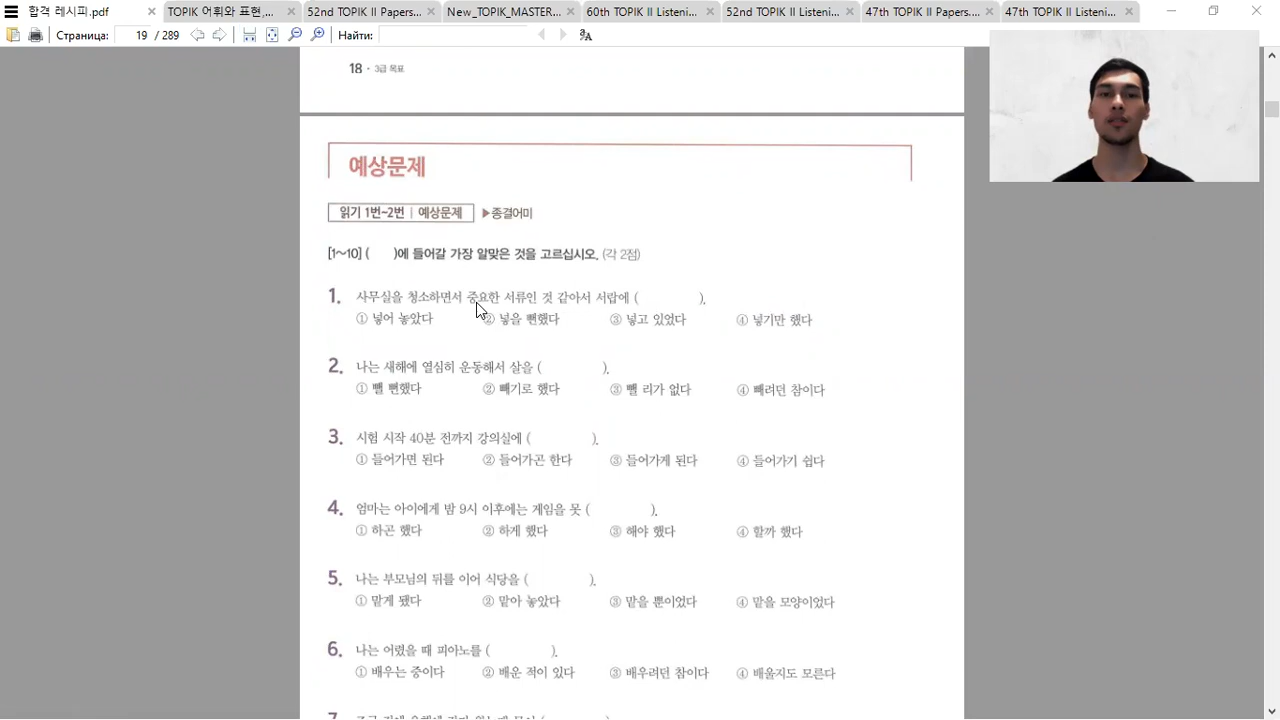 합격 레시피.pdf
TOPIK 어휘와 표현,...
52nd TOPIK II Papers....
New_TOPIK_MASTER...
60th TOPIK II Listeni...
52nd TOPIK II Listeni...
47th TOPIK II Papers....
47th TOPIK II Listeni...
Страница: 19 / 289 Найти:
18 · 3급 목표
예상문제
읽기 1번~2번 | 예상문제 ▶종결어미
[1~10] ( )에 들어갈 가장 알맞은 것을 고르십시오. (각 2점)
1. 사무실을 청소하면서 중요한 서류인 것 같아서 서랍에 ( ).
① 넣어 놓았다 ② 넣을 뻔했다 ③ 넣고 있었다 ④ 넣기만 했다
2. 나는 새해에 열심히 운동해서 살을 ( ).
① 뺄 뻔했다 ② 빼기로 했다 ③ 뺄 리가 없다 ④ 빼려던 참이다
3. 시험 시작 40분 전까지 강의실에 ( ).
① 들어가면 된다 ② 들어가곤 한다 ③ 들어가게 된다 ④ 들어가기 쉽다
4. 엄마는 아이에게 밤 9시 이후에는 게임을 못 ( ).
① 하곤 했다 ② 하게 했다 ③ 해야 했다 ④ 할까 했다
5. 나는 부모님의 뒤를 이어 식당을 ( ).
① 맡게 됐다 ② 맡아 놓았다 ③ 맡을 뿐이었다 ④ 맡을 모양이었다
6. 나는 어렸을 때 피아노를 ( ).
① 배우는 중이다 ② 배운 적이 있다 ③ 배우려던 참이다 ④ 배울지도 모른다